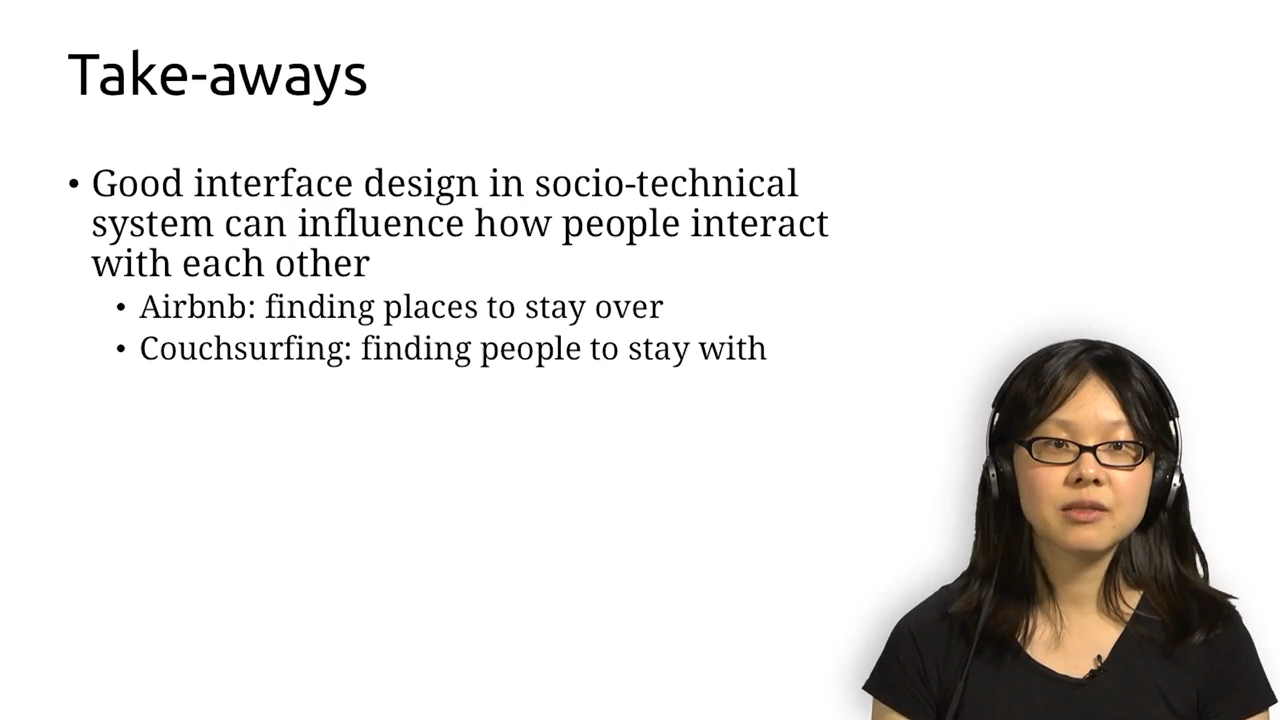 Take-aways
• Good interface design in socio-technical
system can influence how people interact
with each other
• Airbnb: finding places to stay over
• Couchsurfing: finding people to stay with